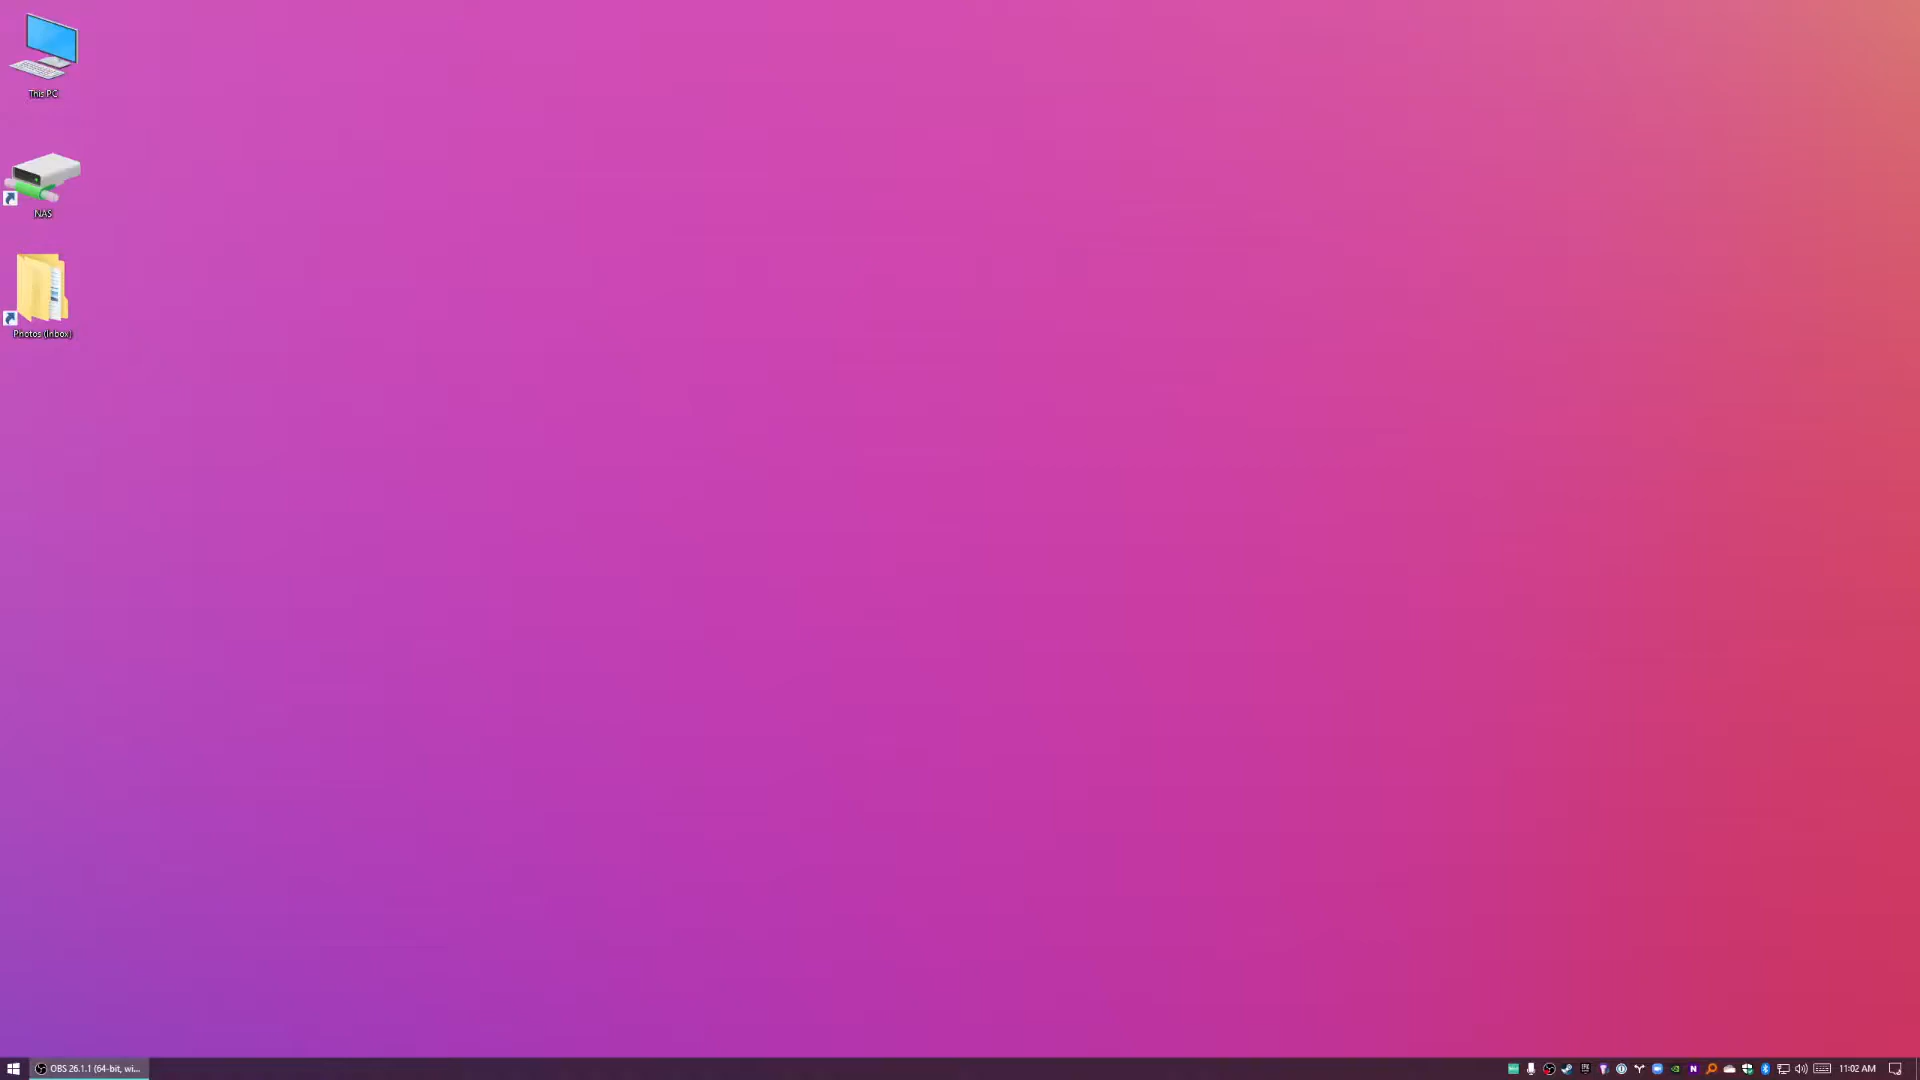 This PC
NAS
Photos (Inbox)
OBS 26.1.1 (64-bit, wi...
11:02 AM